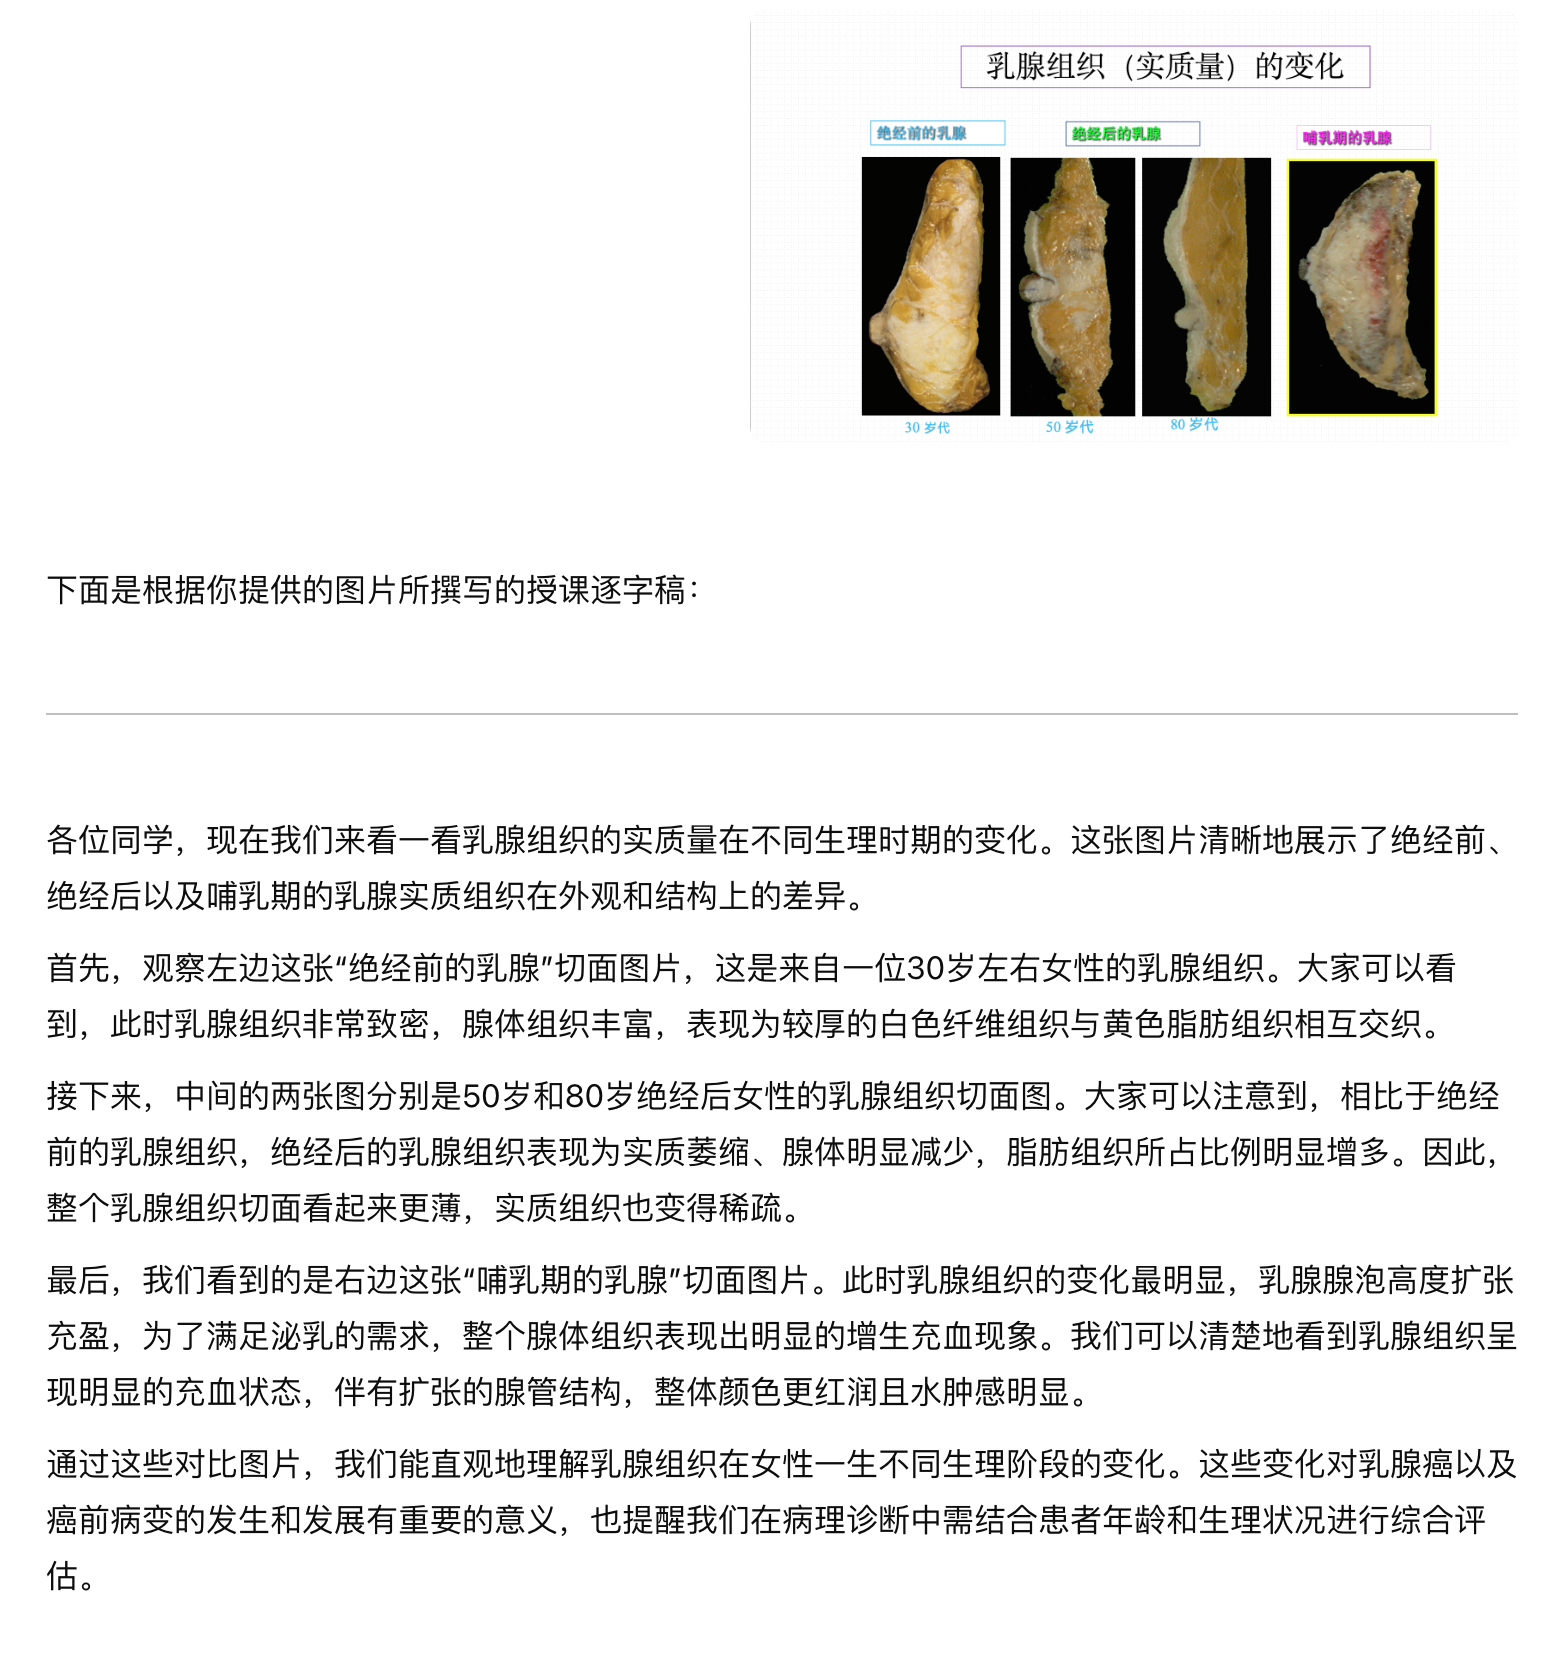 乳腺组织（实质量）的变化
绝经前的乳腺
绝经后的乳腺
哺乳期的乳腺
30 岁代
50 岁代
80 岁代
下面是根据你提供的图片所撰写的授课逐字稿：
各位同学，现在我们来看一看乳腺组织的实质量在不同生理时期的变化。这张图片清晰地展示了绝经前、
绝经后以及哺乳期的乳腺实质组织在外观和结构上的差异。
首先，观察左边这张“绝经前的乳腺”切面图片，这是来自一位30岁左右女性的乳腺组织。大家可以看
到，此时乳腺组织非常致密，腺体组织丰富，表现为较厚的白色纤维组织与黄色脂肪组织相互交织。
接下来，中间的两张图分别是50岁和80岁绝经后女性的乳腺组织切面图。大家可以注意到，相比于绝经
前的乳腺组织，绝经后的乳腺组织表现为实质萎缩、腺体明显减少，脂肪组织所占比例明显增多。因此，
整个乳腺组织切面看起来更薄，实质组织也变得稀疏。
最后，我们看到的是右边这张“哺乳期的乳腺”切面图片。此时乳腺组织的变化最明显，乳腺腺泡高度扩张
充盈，为了满足泌乳的需求，整个腺体组织表现出明显的增生充血现象。我们可以清楚地看到乳腺组织呈
现明显的充血状态，伴有扩张的腺管结构，整体颜色更红润且水肿感明显。
通过这些对比图片，我们能直观地理解乳腺组织在女性一生不同生理阶段的变化。这些变化对乳腺癌以及
癌前病变的发生和发展有重要的意义，也提醒我们在病理诊断中需结合患者年龄和生理状况进行综合评
估。